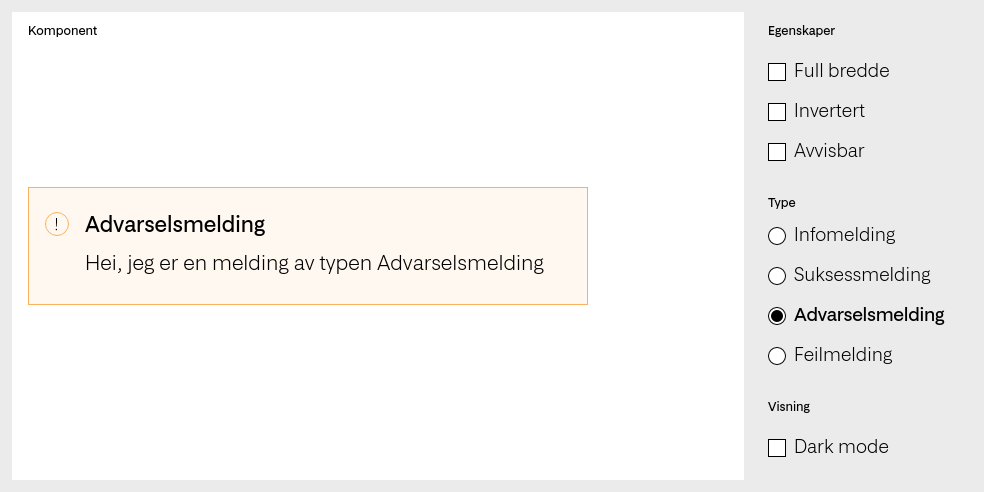 Komponent
Advarselsmelding
Hei, jeg er en melding av typen Advarselsmelding
Egenskaper
Full bredde
Invertert
Avvisbar
Type
Infomelding
Suksessmelding
Advarselsmelding
Feilmelding
Visning
Dark mode